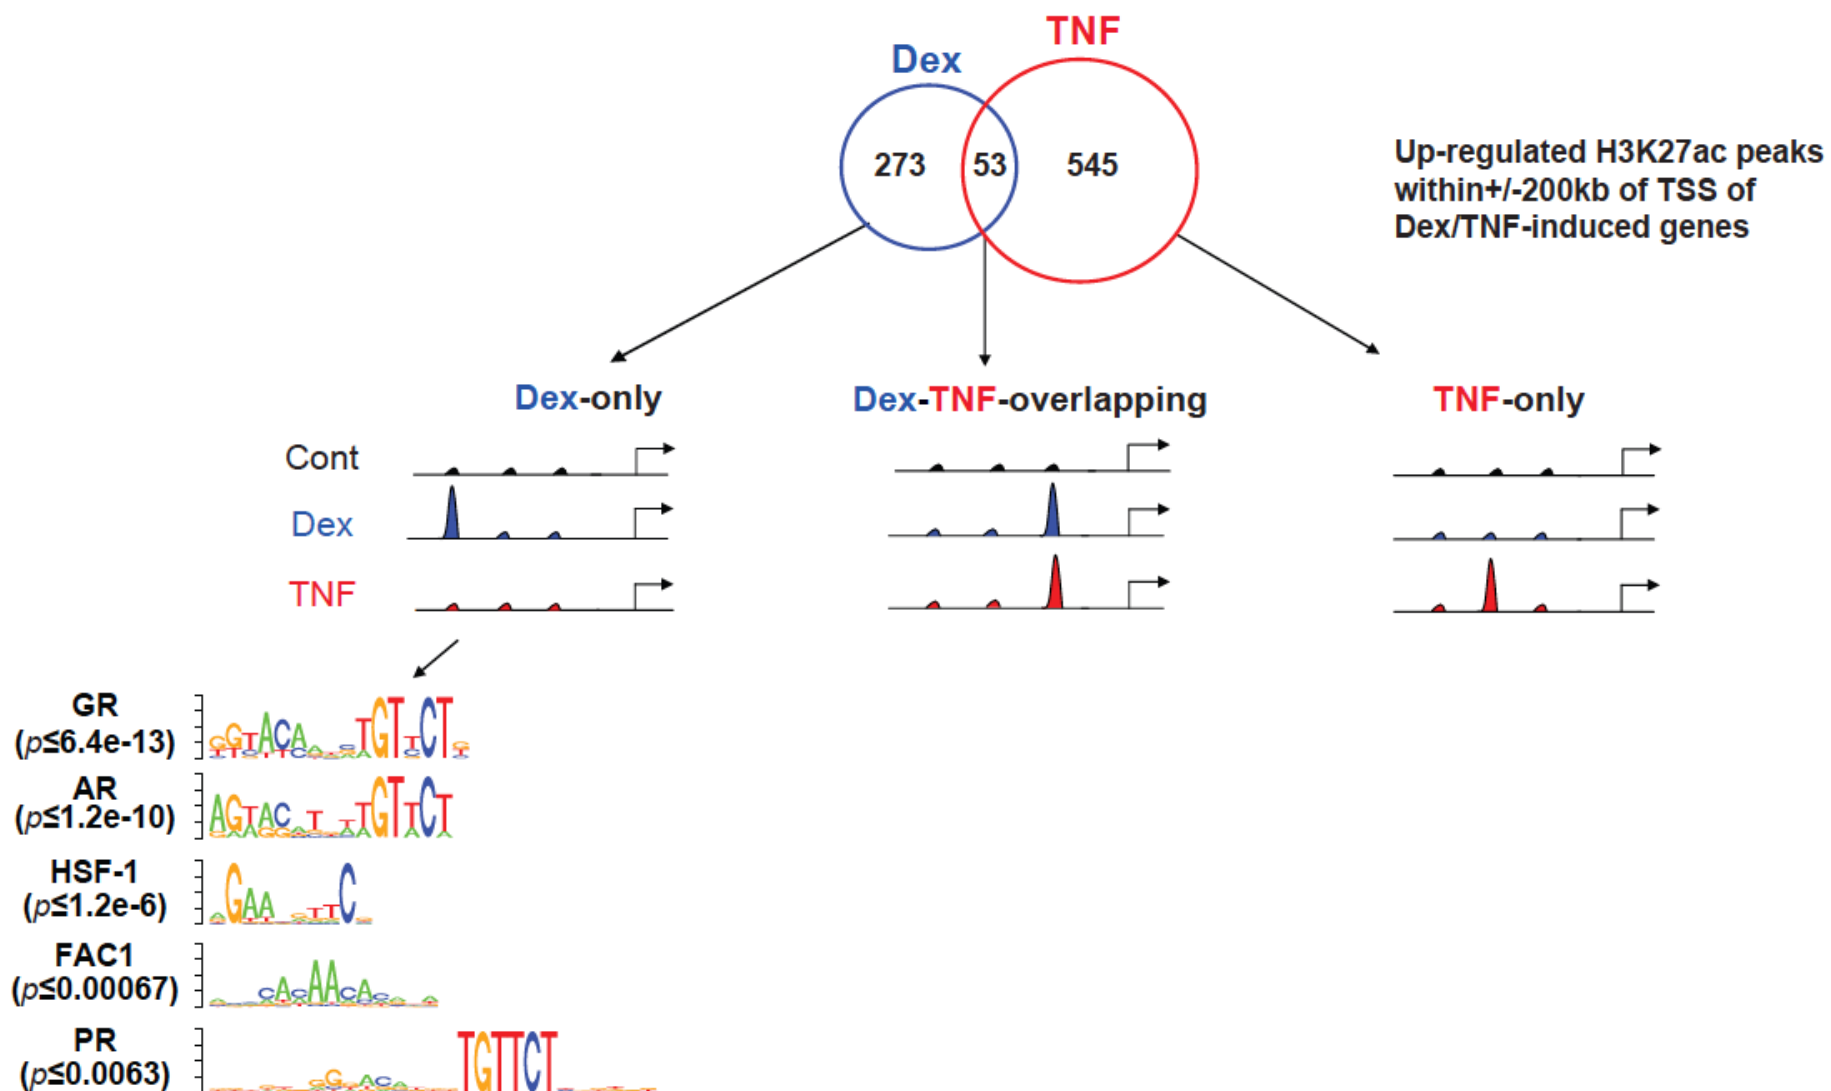 TNF
Dex
273
53
545
Up-regulated H3K27ac peaks
within+/-200kb of TSS of
Dex/TNF-induced genes
Dex-only
Dex-TNF-overlapping
TNF-only
Cont
Dex
TNF
GR
(p≤6.4e-13)
AR
(p≤1.2e-10)
HSF-1
(p≤1.2e-6)
FAC1
(p≤0.00067)
PR
(p≤0.0063)
TGTTCT